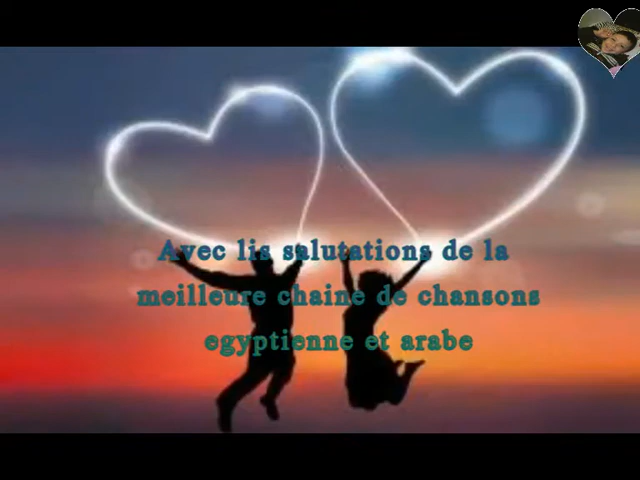 Avec lis salutations de la
meilleure chaine de chansons
egyptienne et arabe